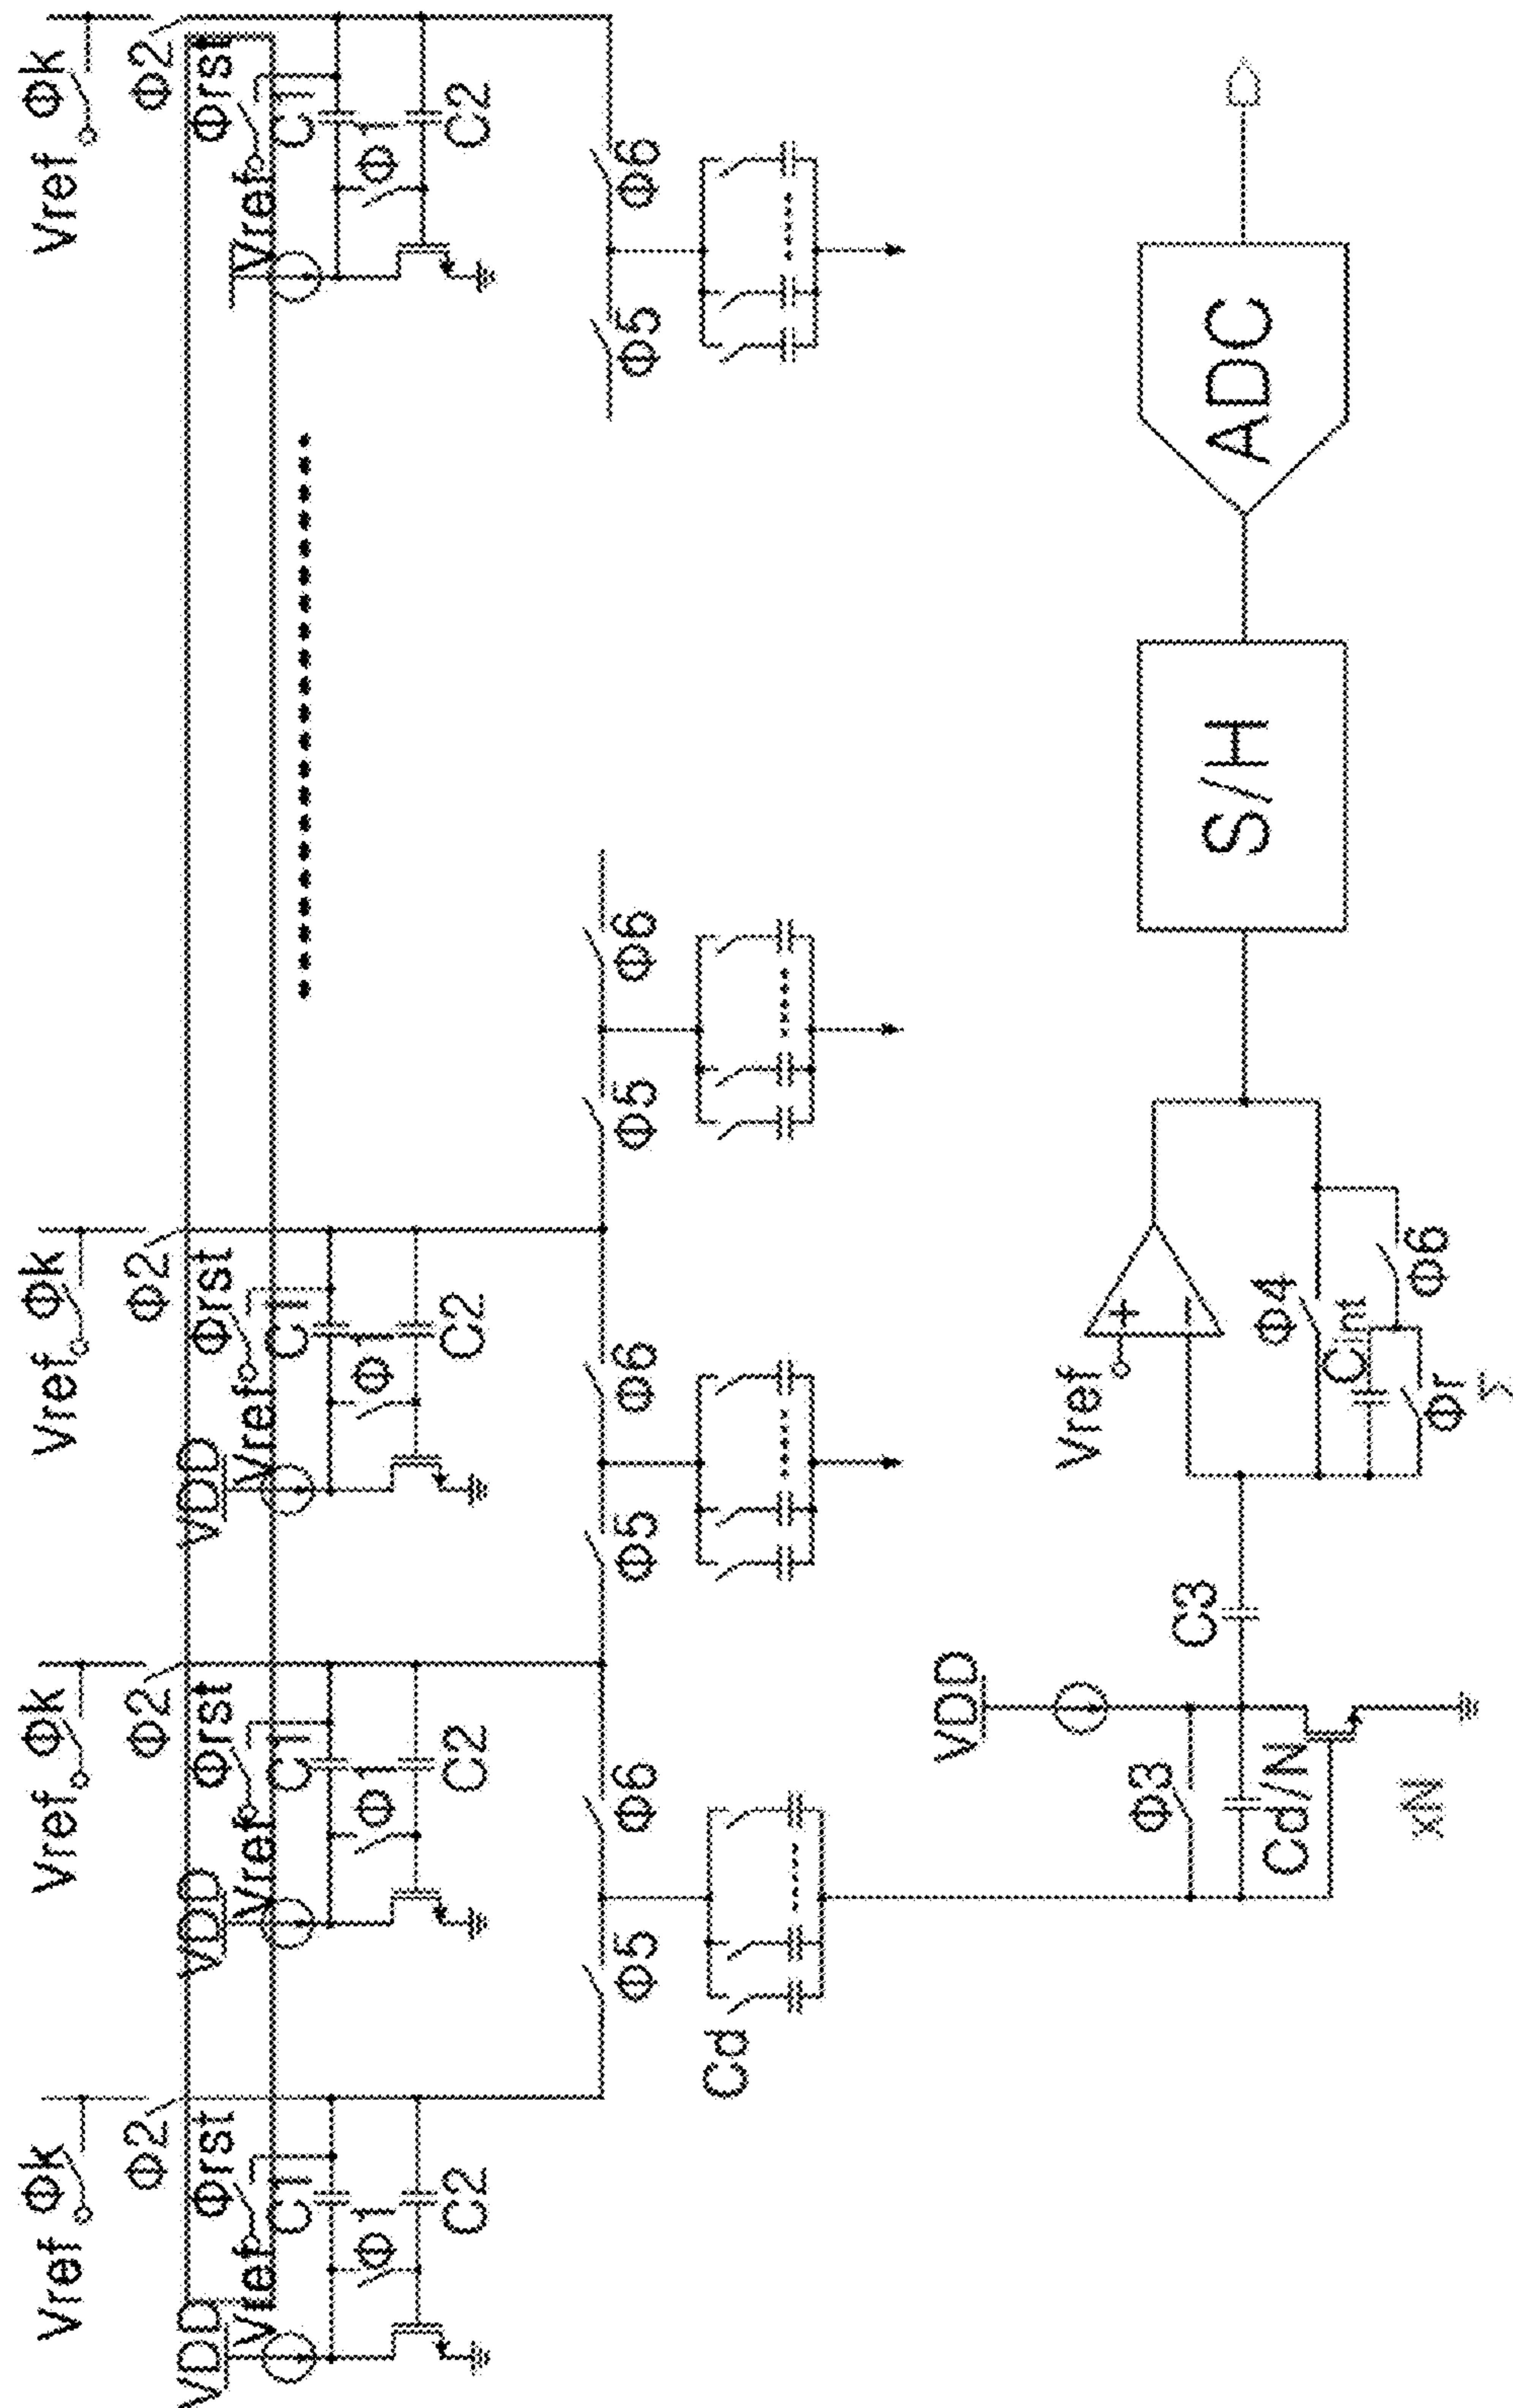 Vref Φk Vref Φk Vref Φk Vref Φk
Φ2 Φ2 Φ2 Φ2
VDD Φrst VDD Φrst VDD Φrst Φrst
Vref C1 Vref C1 Vref C1 Vref C1
Φ1 Φ1 Φ1 Φ1
C2 C2 C2 C2
Φ5 Φ6 Φ5 Φ6 Φ5 Φ6 Φ5 Φ6
Cd
VDD
Φ3
Cd/N
xN
C3
Vref
+
−
Φ4
Cint
Φ6
Φr
S/H
ADC